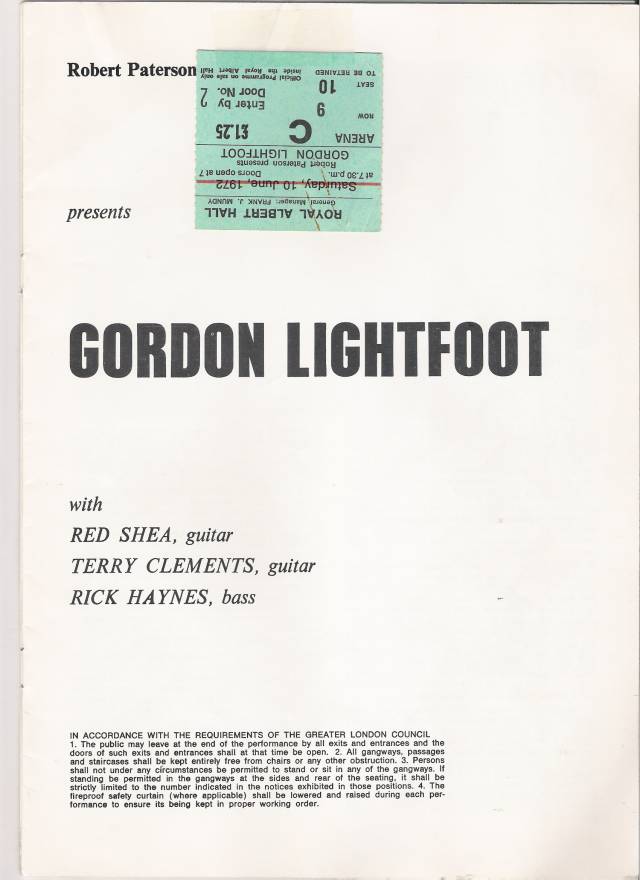 Robert Paterson
ROYAL ALBERT HALL
General Manager: FRANK J. MUNDY
Saturday, 10 June, 1972
at 7.30 p.m. Doors open at 7
Robert Paterson presents
GORDON LIGHTFOOT
ARENA C £1.25
ROW 9 Enter by 2
SEAT 10 Door No.
TO BE RETAINED Official Programme on sale only
inside the Royal Albert Hall
presents
GORDON LIGHTFOOT
with
RED SHEA, guitar
TERRY CLEMENTS, guitar
RICK HAYNES, bass
IN ACCORDANCE WITH THE REQUIREMENTS OF THE GREATER LONDON COUNCIL
1. The public may leave at the end of the performance by all exits and entrances and the
doors of such exits and entrances shall at that time be open. 2. All gangways, passages
and staircases shall be kept entirely free from chairs or any other obstruction. 3. Persons
shall not under any circumstances be permitted to stand or sit in any of the gangways. If
standing be permitted in the gangways at the sides and rear of the seating, it shall be
strictly limited to the number indicated in the notices exhibited in those positions. 4. The
fireproof safety curtain (where applicable) shall be lowered and raised during each per-
formance to ensure its being kept in proper working order.